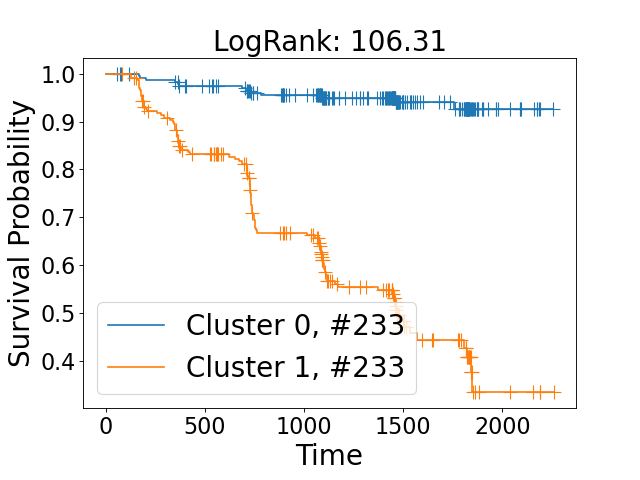 LogRank: 106.31
Survival Probability
1.0
0.9
0.8
0.7
0.6
0.5
0.4
Cluster 0, #233
Cluster 1, #233
0
500
1000
1500
2000
Time